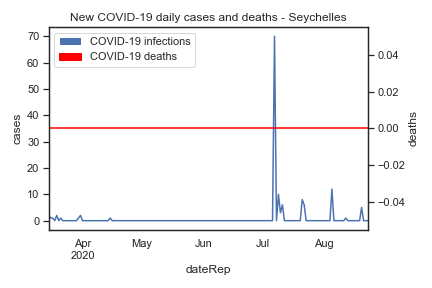 New COVID-19 daily cases and deaths - Seychelles
COVID-19 infections
COVID-19 deaths
cases
70
60
50
40
30
20
10
0
deaths
0.04
0.02
0.00
−0.02
−0.04
Apr
2020
May
Jun
Jul
Aug
dateRep